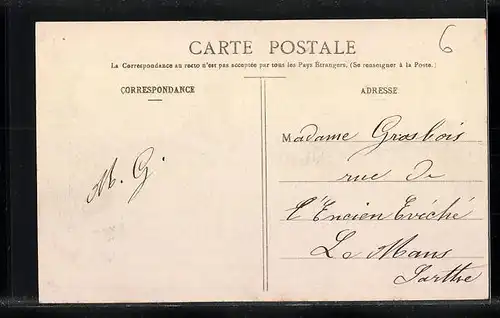 CARTE POSTALE
6
La Correspondance au recto n'est pas acceptée par tous les Pays Étrangers. (Se renseigner à la Poste.)
CORRESPONDANCE
ADRESSE
M. G.
Madame Grosbois
rue de
l'Encien Evêché
Le Mans
Sarthe